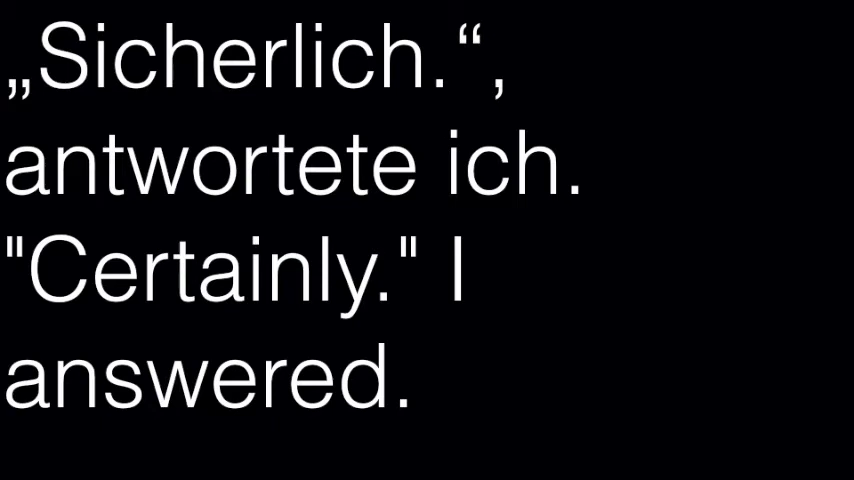 „Sicherlich.“,
antwortete ich.
"Certainly." I
answered.